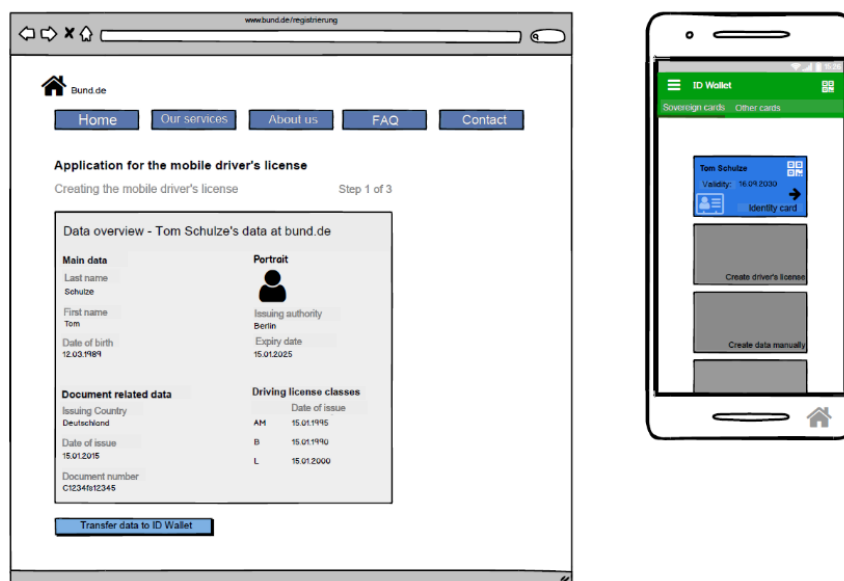 www.bund.de/registrierung
Bund.de
Home
Our services
About us
FAQ
Contact
Application for the mobile driver's license
Creating the mobile driver's license
Step 1 of 3
Data overview - Tom Schulze's data at bund.de
Main data
Last name
Schulze
First name
Tom
Date of birth
12.03.1989
Portrait
Issuing authority
Berlin
Expiry date
15.01.2025
Document related data
Issuing Country
Deutschland
Date of issue
15.01.2015
Document number
Driving license classes
Date of issue
AM 15.01.1995
B 15.01.1990
L 15.01.2000
Transfer data to ID Wallet
ID Wallet
Sovereign cards Other cards
Tom Schulze
Validity: 16.09.2030
Identity card
Create driver's license
Create data manually